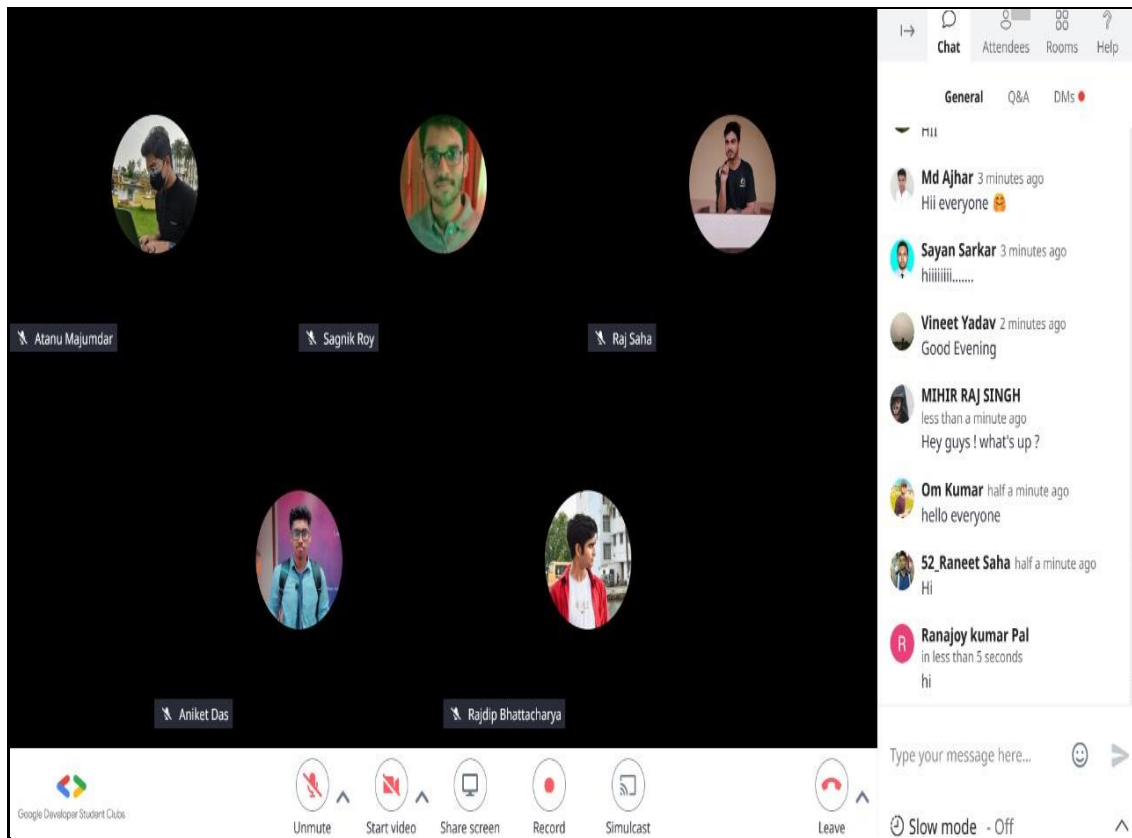 Chat
Attendees
Rooms
Help
General
Q&A
DMs
Hii
Md Ajhar 3 minutes ago
Hii everyone 🤗
Sayan Sarkar 3 minutes ago
hiiiiiiii.......
Vineet Yadav 2 minutes ago
Good Evening
MIHIR RAJ SINGH
less than a minute ago
Hey guys ! what's up ?
Om Kumar half a minute ago
hello everyone
52_Raneet Saha half a minute ago
Hi
R
Ranajoy kumar Pal
in less than 5 seconds
hi
Type your message here...
Slow mode - Off
Atanu Majumdar
Sagnik Roy
Raj Saha
Aniket Das
Rajdip Bhattacharya
Google Developer Student Clubs
Unmute
Start video
Share screen
Record
Simulcast
Leave